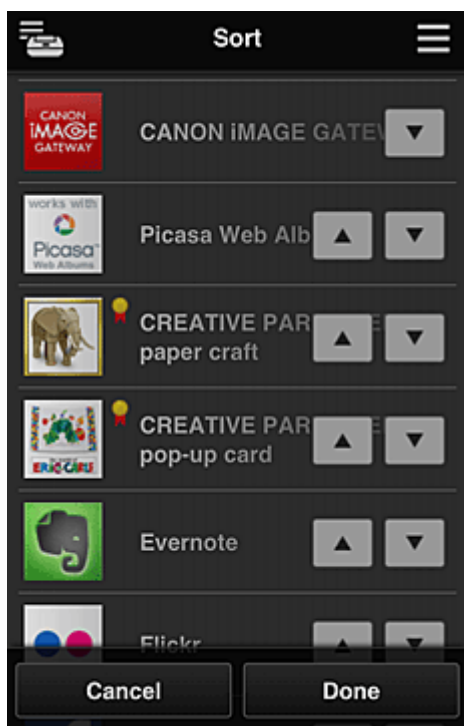 Sort
CANON
iMAGE
GATEWAY
CANON iMAGE GATEW
works with
Picasa
Web Albums
Picasa Web Alb
CREATIVE PAR
paper craft
CREATIVE PAR
pop-up card
ERIC CARLE
Evernote
Flickr
Cancel
Done